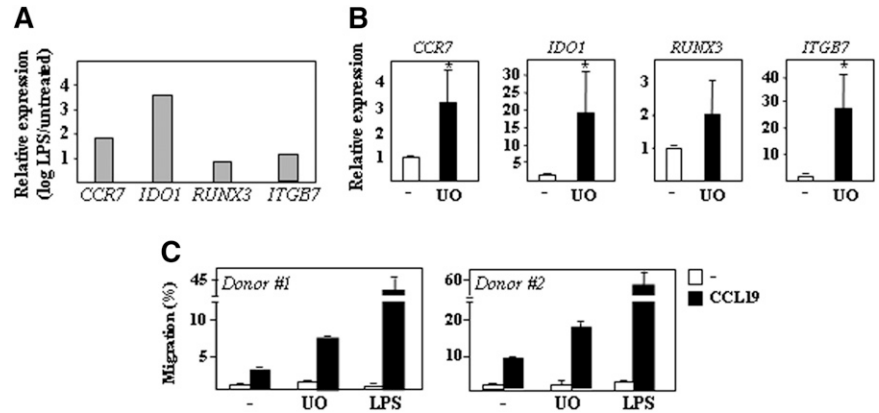 A
Relative expression
(log LPS/untreated)
4
3
2
1
CCR7 IDO1 RUNX3 ITGB7
B
Relative expression
CCR7
4
3
2
1
*
- UO
IDO1
30
25
20
15
10
5
*
- UO
RUNX3
3
2
1
- UO
ITGB7
40
30
20
10
*
- UO
C
Migration (%)
Donor #1
45
10
5
- UO LPS
Donor #2
60
20
10
- UO LPS
-
CCL19